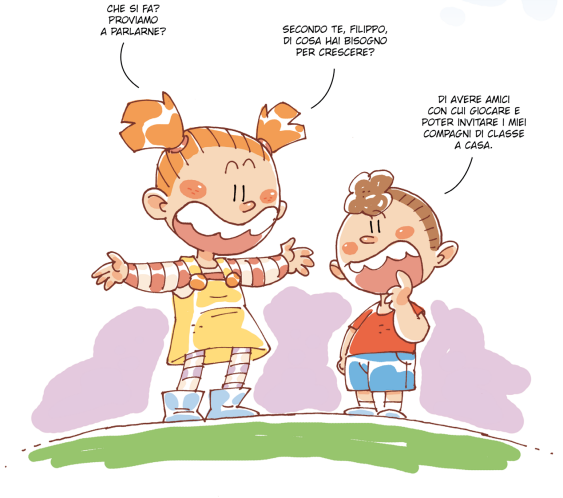 CHE SI FA?
PROVIAMO
A PARLARNE?
SECONDO TE, FILIPPO,
DI COSA HAI BISOGNO
PER CRESCERE?
DI AVERE AMICI
CON CUI GIOCARE E
POTER INVITARE I MIEI
COMPAGNI DI CLASSE
A CASA.